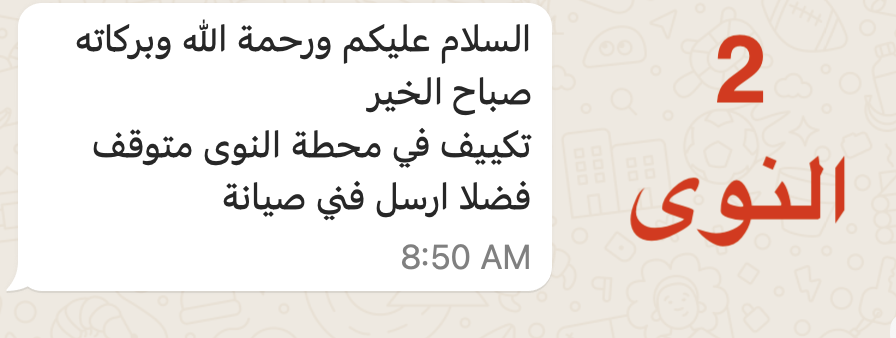 السلام عليكم ورحمة الله وبركاته
صباح الخير
تكييف في محطة النوى متوقف
فضلا ارسل فني صيانة
8:50 AM
2
النوى